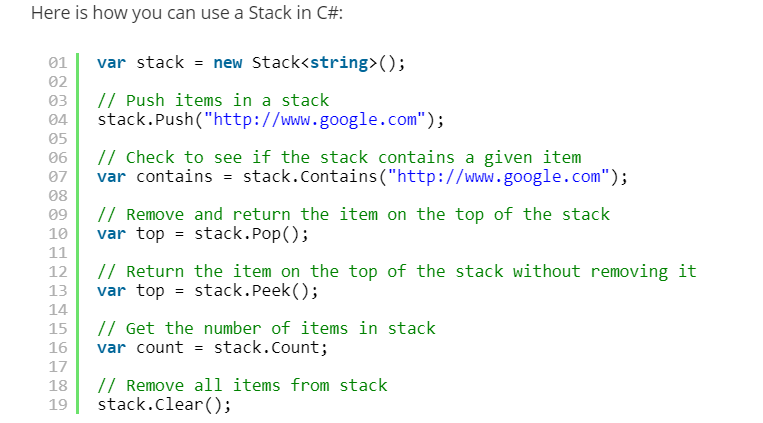 Here is how you can use a Stack in C#:
01 var stack = new Stack<string>();
02
03 // Push items in a stack
04 stack.Push("http://www.google.com");
05
06 // Check to see if the stack contains a given item
07 var contains = stack.Contains("http://www.google.com");
08
09 // Remove and return the item on the top of the stack
10 var top = stack.Pop();
11
12 // Return the item on the top of the stack without removing it
13 var top = stack.Peek();
14
15 // Get the number of items in stack
16 var count = stack.Count;
17
18 // Remove all items from stack
19 stack.Clear();